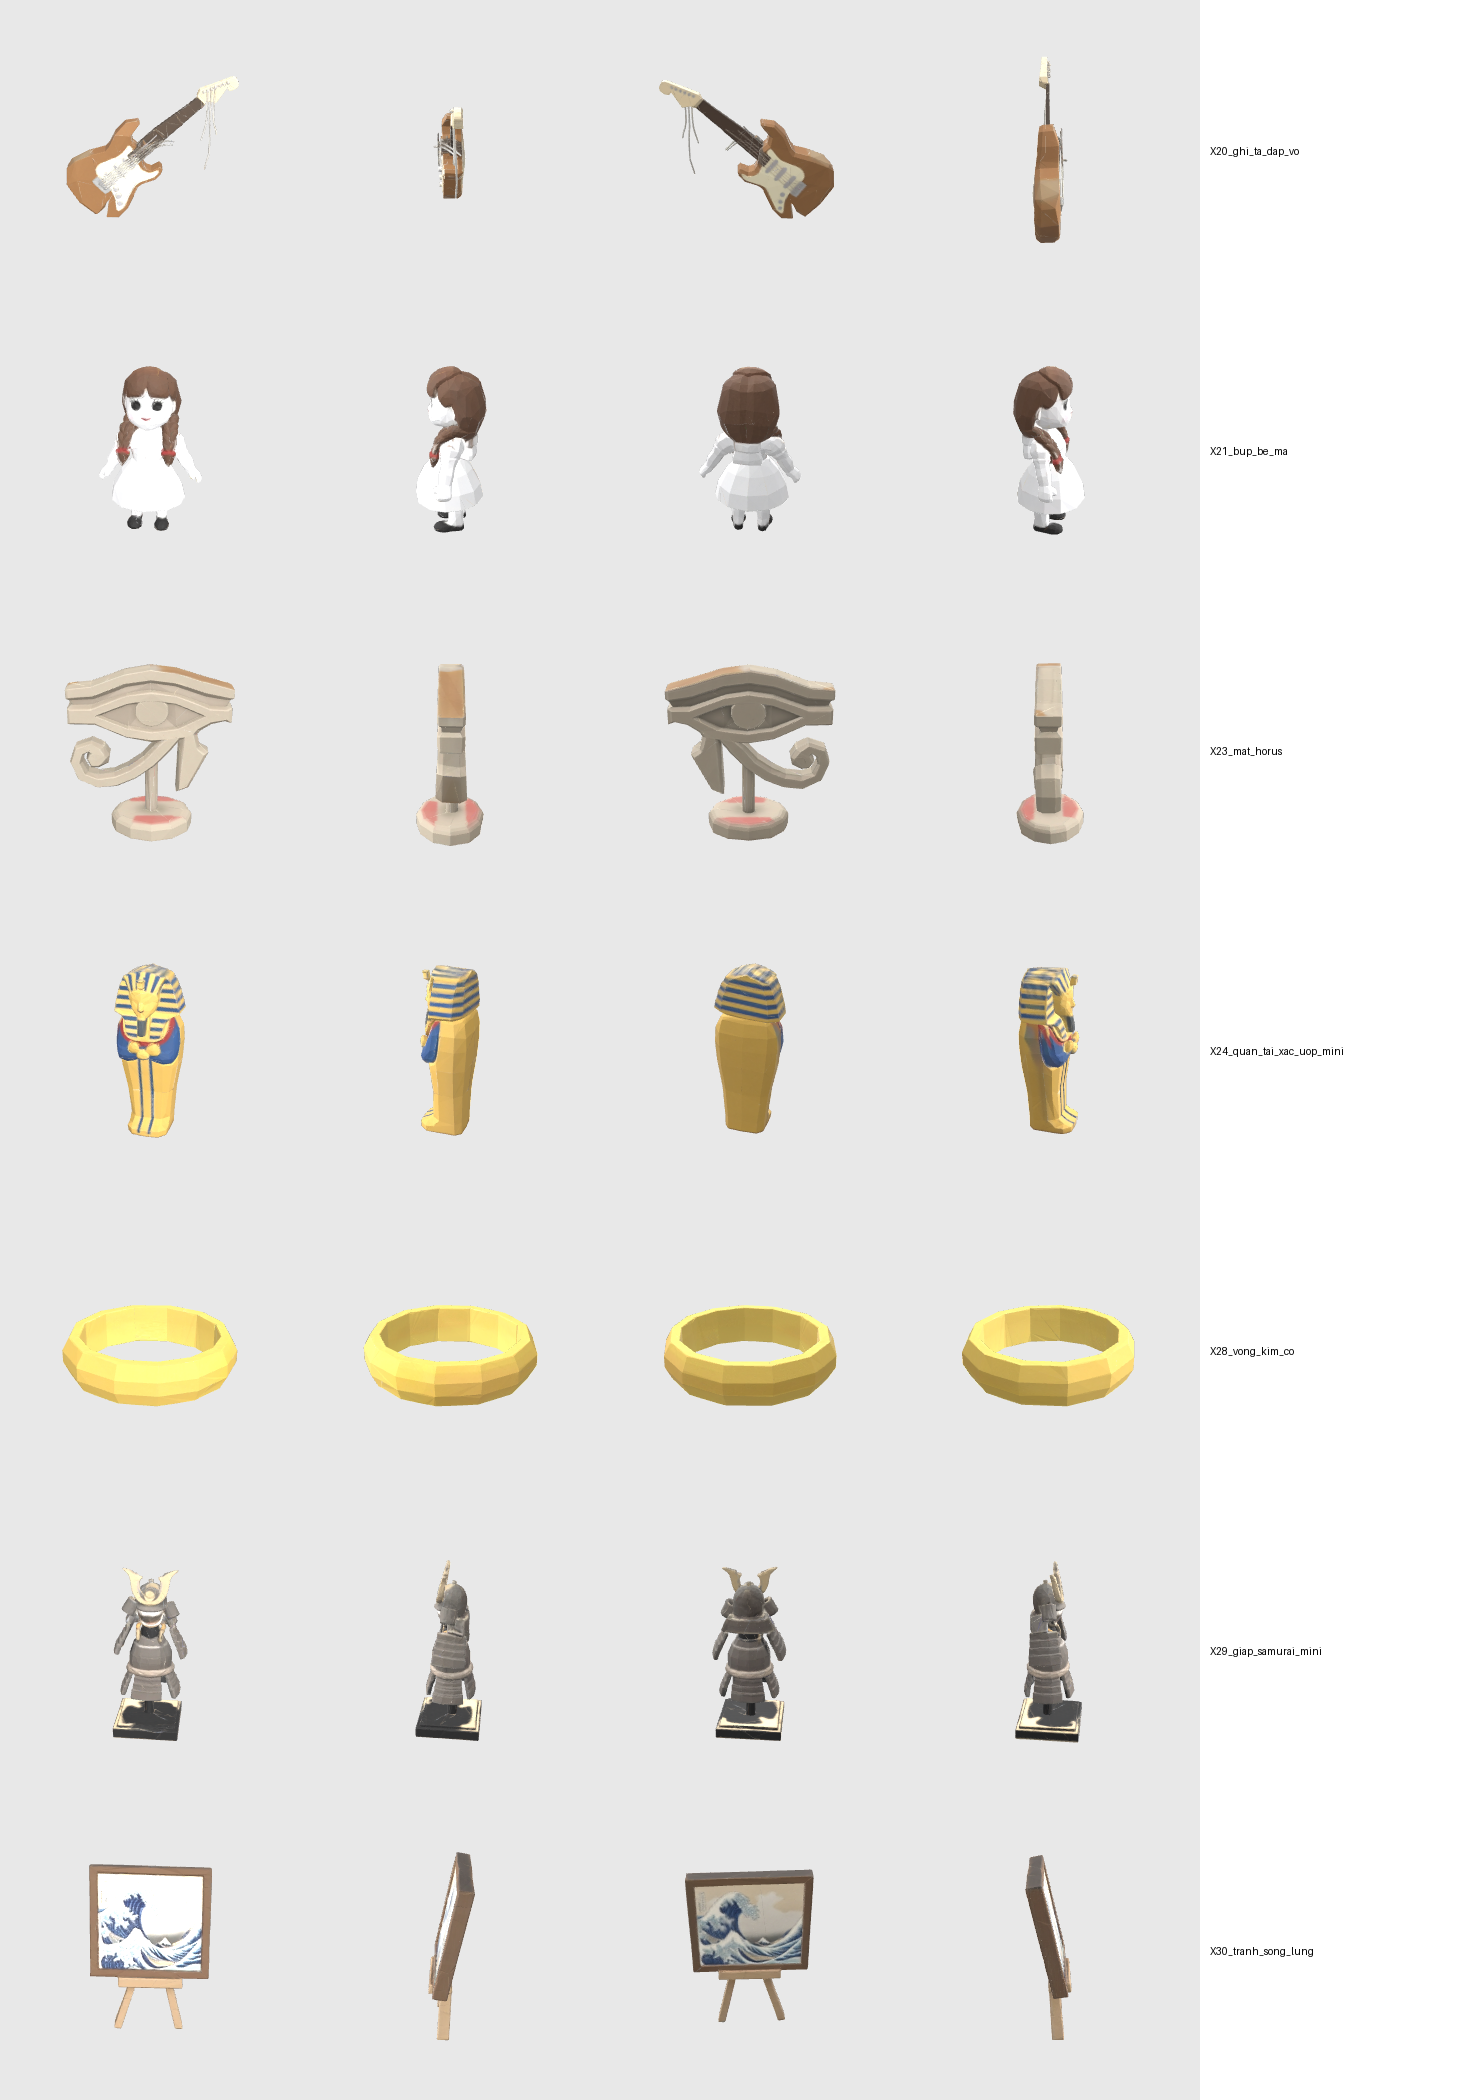 X20_ghi_ta_dap_vo
X21_bup_be_ma
X23_mat_horus
X24_quan_tai_xac_uop_mini
X28_vong_kim_co
X29_giap_samurai_mini
X30_tranh_song_lung